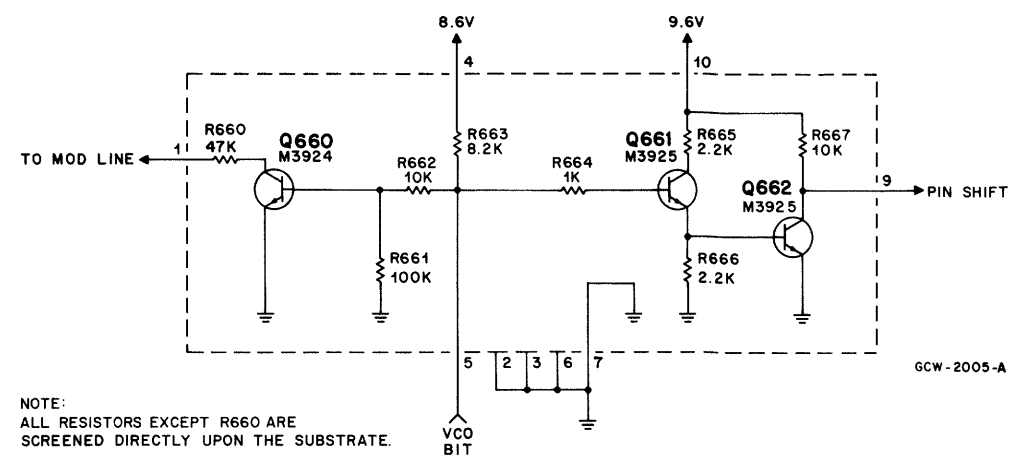 8.6V
9.6V
4
10
R660
47K
Q660
M3924
R663
8.2K
Q661
M3925
R665
2.2K
R667
10K
1
TO MOD LINE
R662
10K
R664
1K
Q662
M3925
9
PIN SHIFT
R661
100K
R666
2.2K
5
2
3
6
7
GCW-2005-A
NOTE:
ALL RESISTORS EXCEPT R660 ARE
SCREENED DIRECTLY UPON THE SUBSTRATE.
VCO
BIT